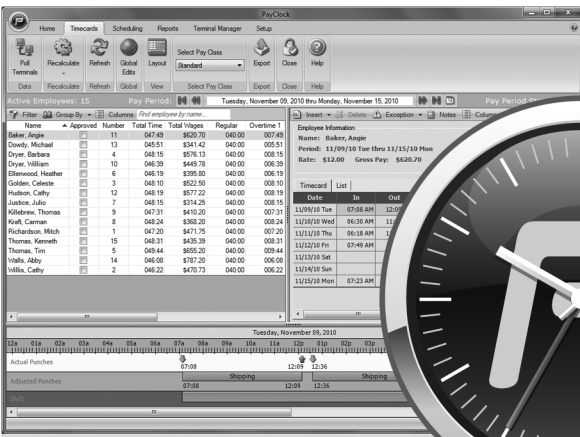 PayClock
Home Timecards Scheduling Reports Terminal Manager Setup
Poll Terminals Recalculate Refresh Global Edits Layout Select Pay Class Standard Export Close Help
Data Recalculate Refresh Global View Select Pay Class Export Close Help
Active Employees: 15 Pay Period: Tuesday, November 09, 2010 thru Monday, November 15, 2010 Pay Period
Filter Group By Columns Find employee by name... Insert Delete Exception Notes
Name Approved Number Total Time Total Wages Regular Overtime 1
Baker, Angie 11 047:49 $620.70 040:00 007:49
Dowdy, Michael 13 045:51 $341.42 040:00 005:51
Dryer, Barbara 4 048:15 $576.13 040:00 008:15
Dryer, William 10 046:39 $449.78 040:00 006:39
Ellenwood, Heather 6 046:19 $395.80 040:00 006:19
Golden, Celeste 3 048:10 $522.50 040:00 008:10
Hudson, Cathy 12 048:19 $577.22 040:00 008:19
Justice, Julio 7 048:15 $314.25 040:00 008:15
Killebrew, Thomas 9 047:31 $410.20 040:00 007:31
Kraft, Carman 8 048:24 $368.20 040:00 008:24
Richardson, Mitch 1 047:20 $471.75 040:00 007:20
Thomas, Kenneth 15 048:31 $435.39 040:00 008:31
Thomas, Tim 5 049:44 $655.20 040:00 009:44
Walls, Abby 14 046:08 $787.20 040:00 006:08
Willis, Cathy 2 046:22 $470.73 040:00 006:22
Employee Information
Name: Baker, Angie
Period: 11/09/10 Tue thru 11/15/10 Mon
Rate: $12.00 Gross Pay: $620.70
Timecard List
Date In Out
11/09/10 Tue 07:08 AM
11/10/10 Wed 06:30 AM
11/11/10 Thu 06:18 AM
11/12/10 Fri 07:49 AM
11/13/10 Sat
11/14/10 Sun
11/15/10 Mon 07:23 AM
Tuesday, November 09, 2010
12a 01a 02a 03a 04a 05a 06a 07a 08a 09a 10a 11a 12p 01p 02p 03p
Actual Punches 07:08 12:09 12:36
Adjusted Punches Shipping Shipping
07:08 12:09 12:36
Shift